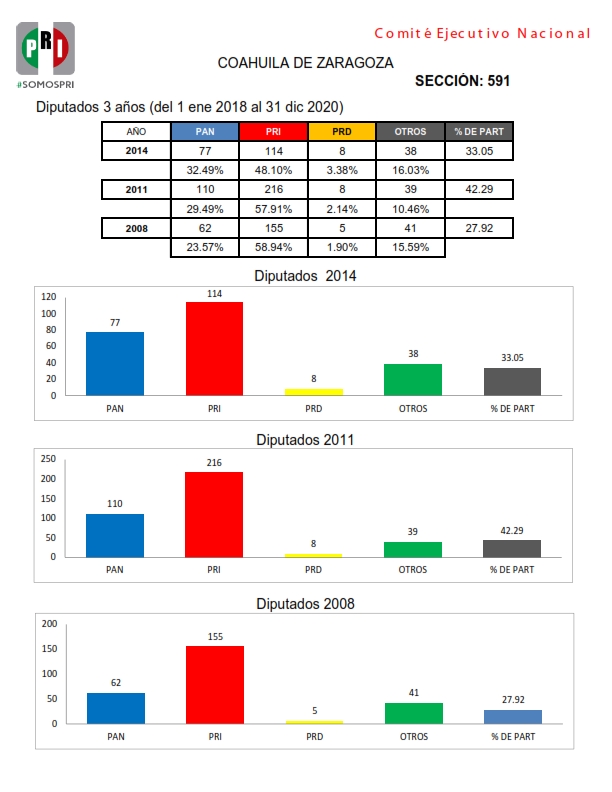 Comité Ejecutivo Nacional
PRI
#SOMOSPRI
COAHUILA DE ZARAGOZA
SECCIÓN: 591
Diputados 3 años (del 1 ene 2018 al 31 dic 2020)
AÑO PAN PRI PRD OTROS % DE PART
2014 77 114 8 38 33.05
32.49% 48.10% 3.38% 16.03%
2011 110 216 8 39 42.29
29.49% 57.91% 2.14% 10.46%
2008 62 155 5 41 27.92
23.57% 58.94% 1.90% 15.59%
Diputados 2014
120
100
80
60
40
20
0
77 114 8 38 33.05
PAN PRI PRD OTROS % DE PART
Diputados 2011
250
200
150
100
50
0
110 216 8 39 42.29
PAN PRI PRD OTROS % DE PART
Diputados 2008
200
150
100
50
0
62 155 5 41 27.92
PAN PRI PRD OTROS % DE PART